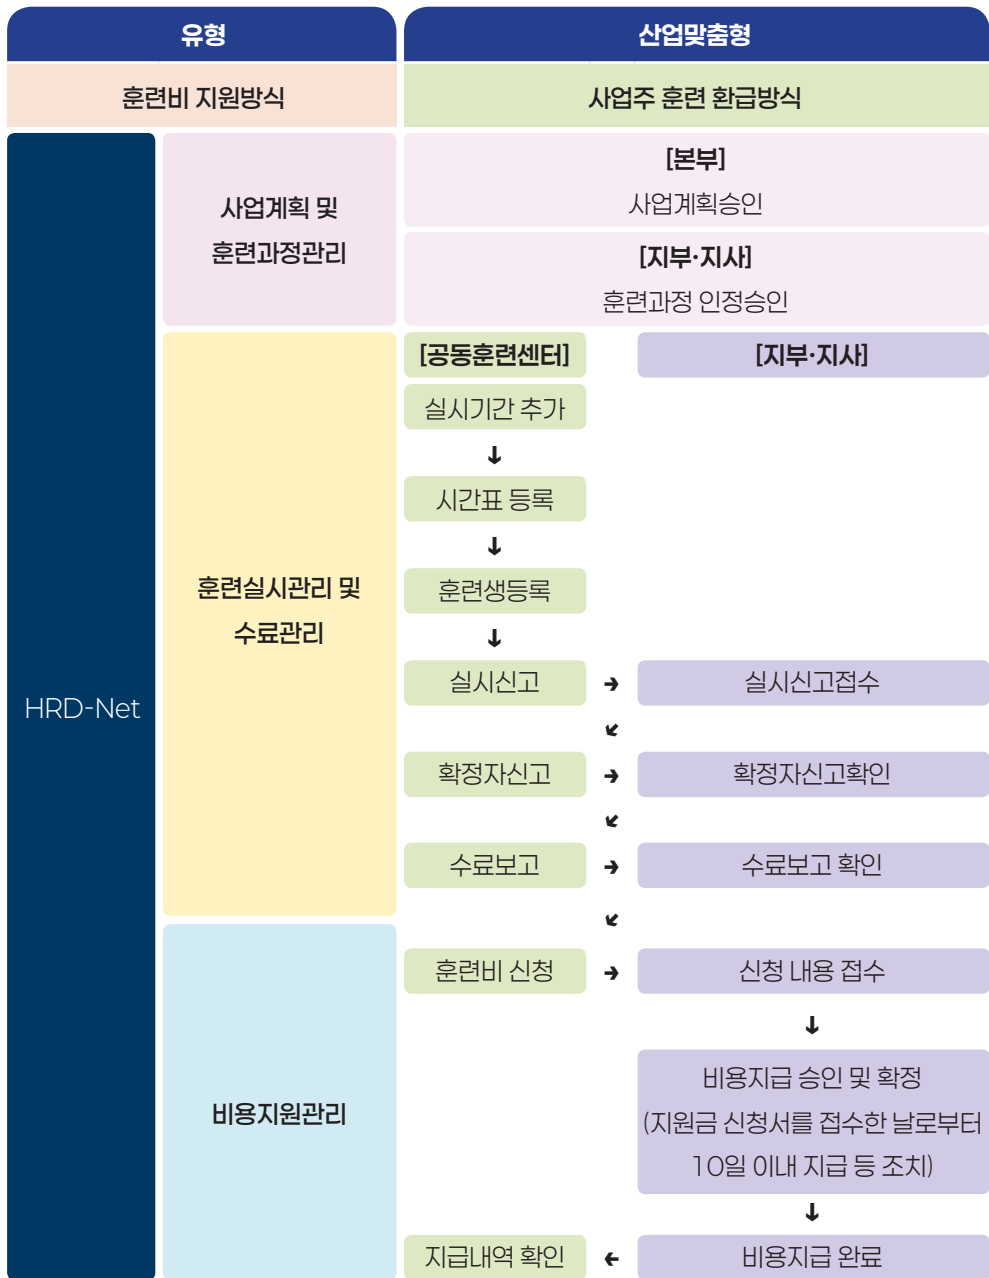 유형
산업맞춤형
훈련비 지원방식
사업주 훈련 환급방식
HRD-Net
사업계획 및
훈련과정관리
[본부]
사업계획승인
[지부·지사]
훈련과정 인정승인
훈련실시관리 및
수료관리
[공동훈련센터]
[지부·지사]
실시기간 추가
↓
시간표 등록
↓
훈련생등록
↓
실시신고 → 실시신고접수
↙
확정자신고 → 확정자신고확인
↙
수료보고 → 수료보고 확인
↙
비용지원관리
훈련비 신청 → 신청 내용 접수
↓
비용지급 승인 및 확정
(지원금 신청서를 접수한 날로부터
10일 이내 지급 등 조치)
↓
지급내역 확인 ← 비용지급 완료